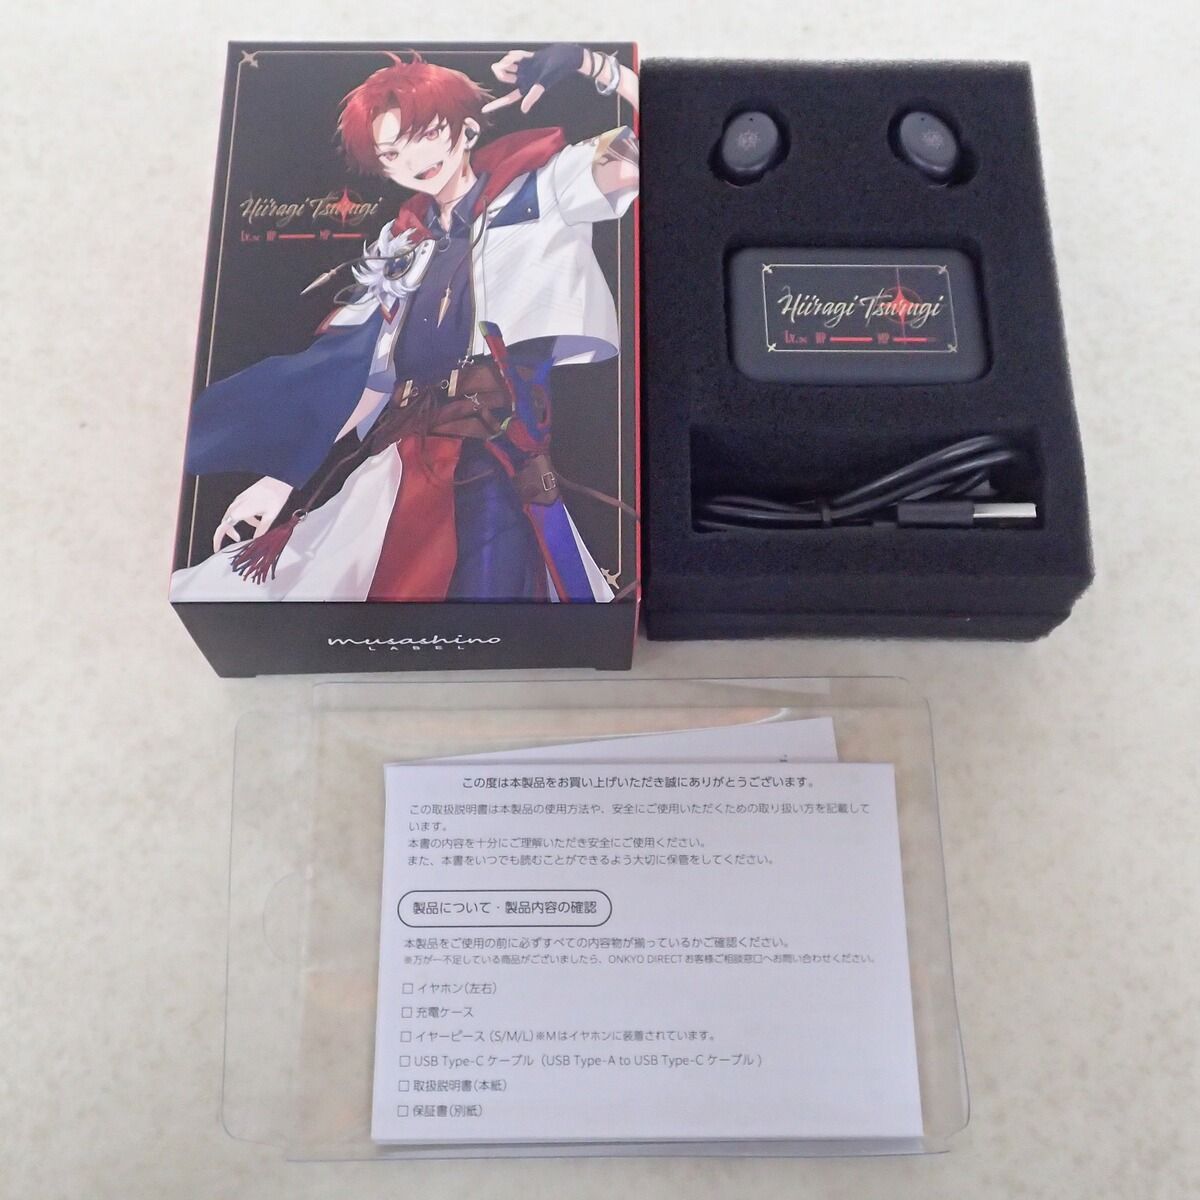 Hiiragi Tsurugi
Lv.x HP MP
musashino
LABEL
Hiiragi Tsurugi
Lv.x HP MP
この度は本製品をお買い上げいただき誠にありがとうございます。
この取扱説明書は本製品の使用方法や、安全にご使用いただくための取り扱い方を記載して
います。
本書の内容を十分にご理解いただき安全にご使用ください。
また、本書をいつでも読むことができるよう大切に保管をしてください。
製品について・製品内容の確認
本製品をご使用の前に必ずすべての内容物が揃っているかご確認ください。
※万が一不足している商品がございましたら、ONKYO DIRECT お客様ご相談窓口へお問い合わせください。
□ イヤホン（左右）
□ 充電ケース
□ イヤーピース（S/M/L）※Mはイヤホンに装着されています。
□ USB Type-C ケーブル（USB Type-A to USB Type-C ケーブル）
□ 取扱説明書（本紙）
□ 保証書（別紙）